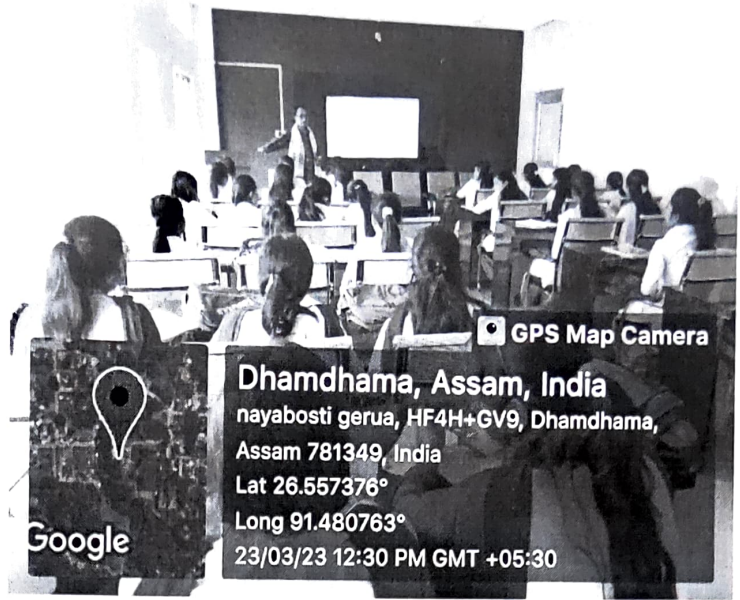 GPS Map Camera
Dhamdhama, Assam, India
nayabosti gerua, HF4H+GV9, Dhamdhama,
Assam 781349, India
Lat 26.557376°
Long 91.480763°
23/03/23 12:30 PM GMT +05:30
Google